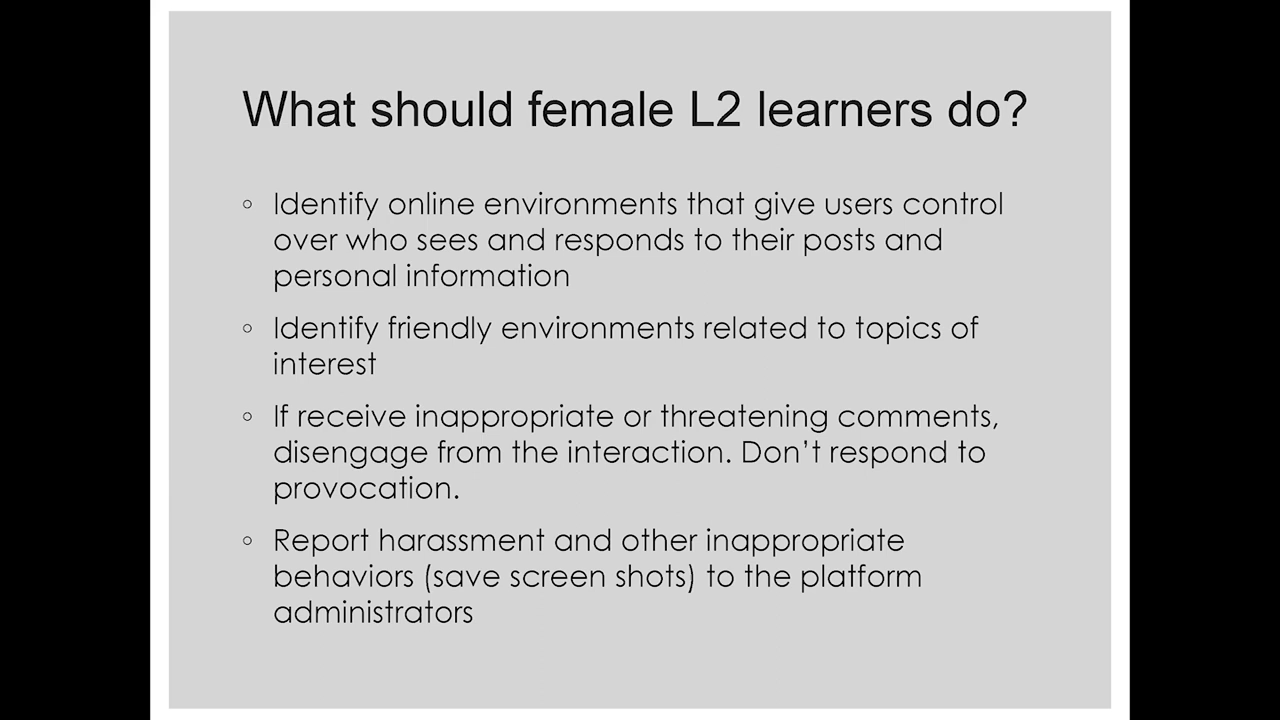 What should female L2 learners do?
◦ Identify online environments that give users control
over who sees and responds to their posts and
personal information
◦ Identify friendly environments related to topics of
interest
◦ If receive inappropriate or threatening comments,
disengage from the interaction. Don’t respond to
provocation.
◦ Report harassment and other inappropriate
behaviors (save screen shots) to the platform
administrators